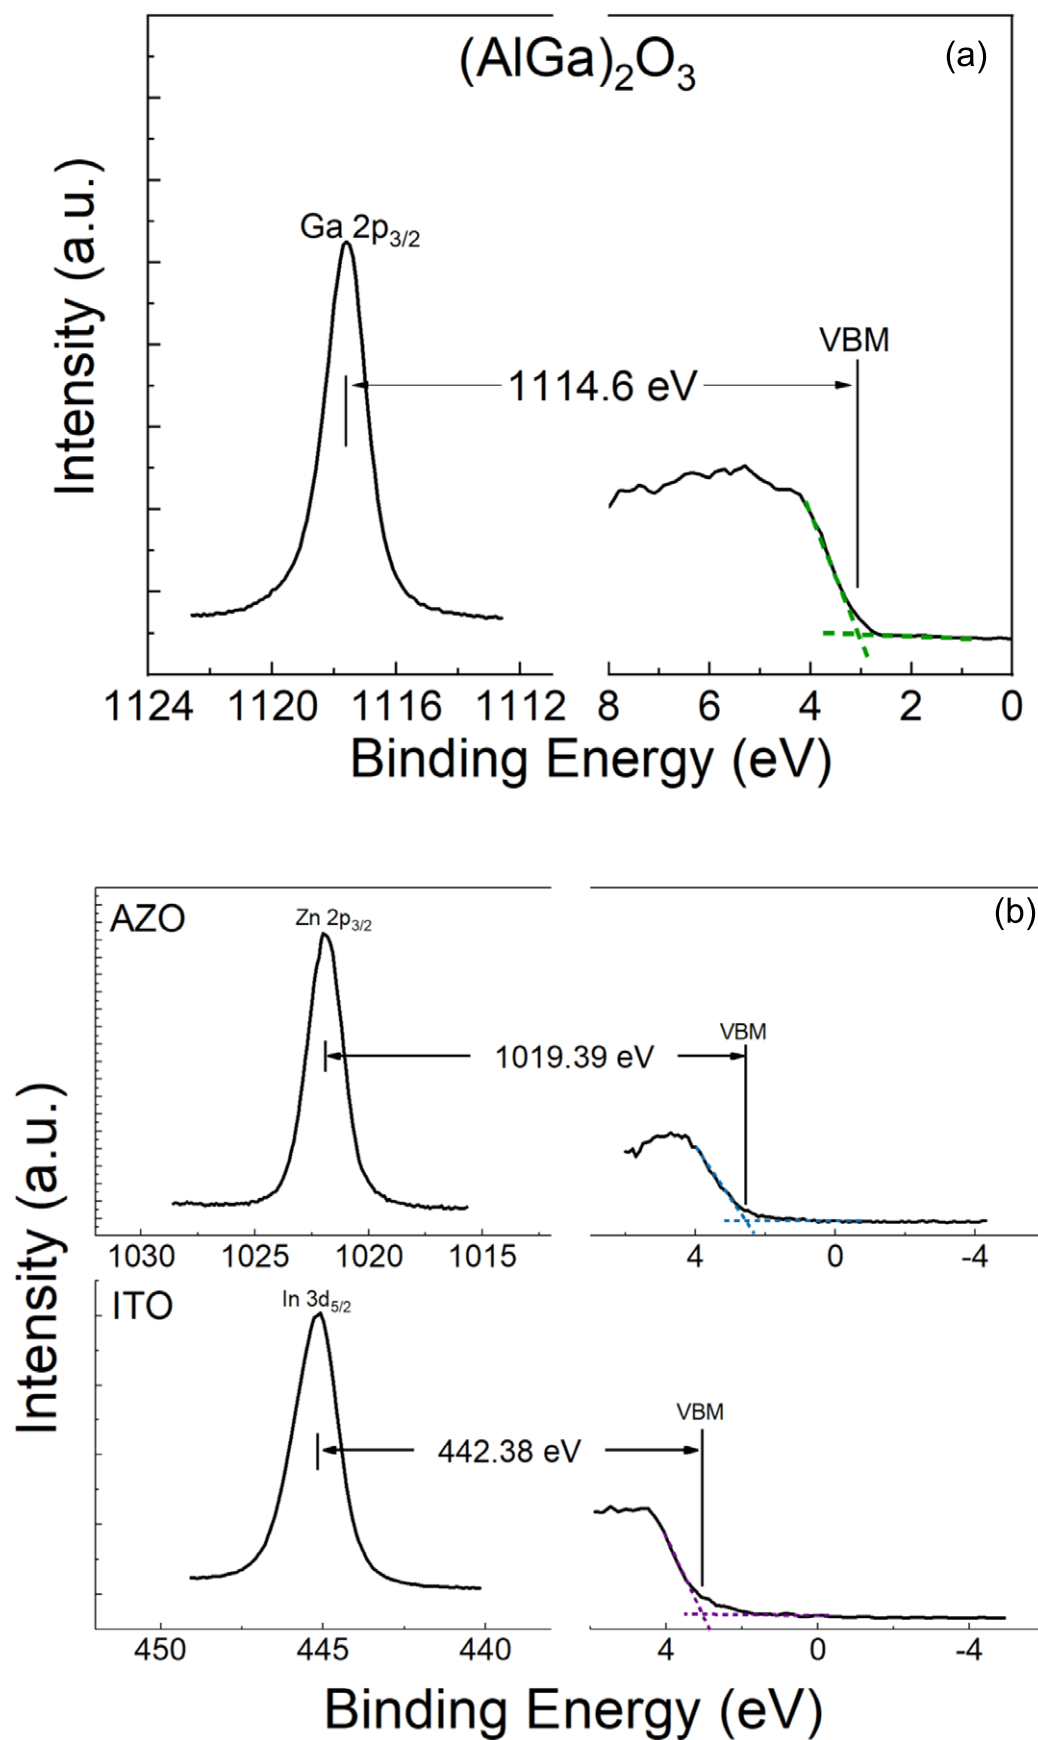 (AlGa)₂O₃
(a)
Intensity (a.u.)
Ga 2p₃/₂
VBM
1114.6 eV
1124 1120 1116 1112 8 6 4 2 0
Binding Energy (eV)
AZO
(b)
Zn 2p₃/₂
VBM
1019.39 eV
1030 1025 1020 1015 4 0 -4
Intensity (a.u.)
ITO
In 3d₅/₂
VBM
442.38 eV
450 445 440 4 0 -4
Binding Energy (eV)